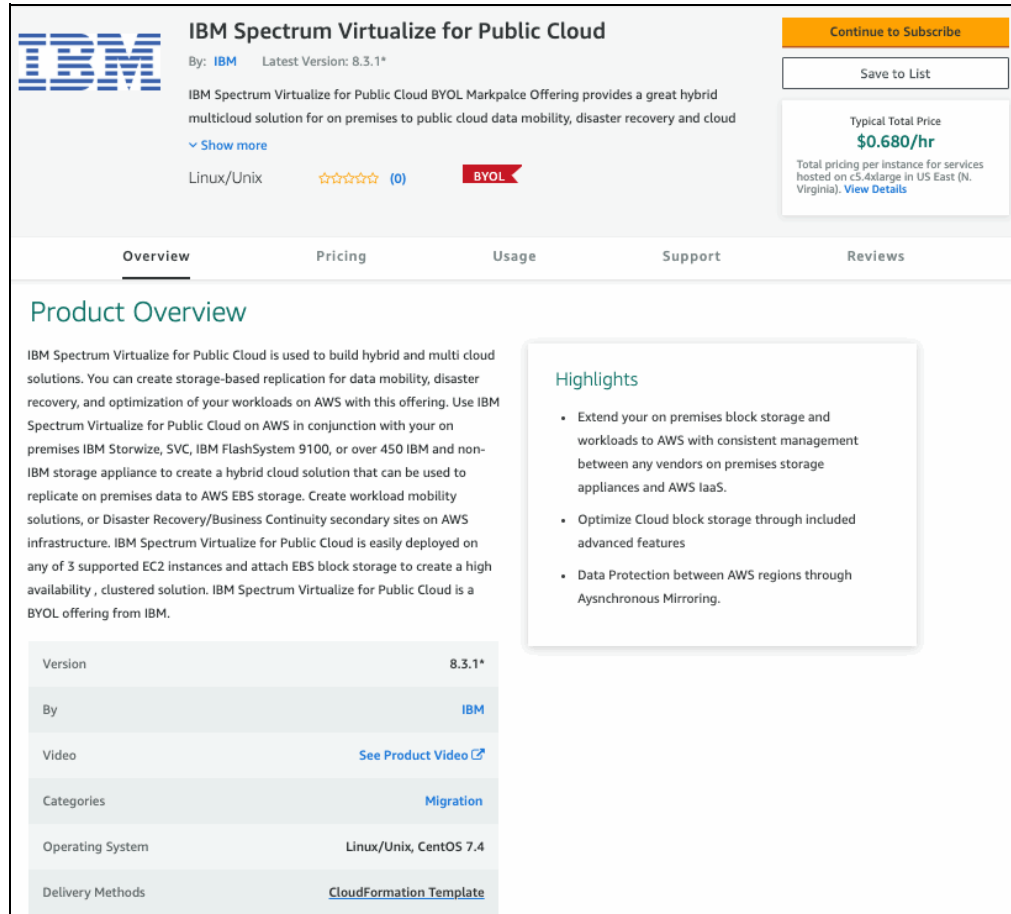 IBM
IBM Spectrum Virtualize for Public Cloud
By: IBM Latest Version: 8.3.1*
IBM Spectrum Virtualize for Public Cloud BYOL Markpalce Offering provides a great hybrid
multicloud solution for on premises to public cloud data mobility, disaster recovery and cloud
Show more
Linux/Unix (0) BYOL
Continue to Subscribe
Save to List
Typical Total Price
$0.680/hr
Total pricing per instance for services
hosted on c5.4xlarge in US East (N.
Virginia). View Details
Overview Pricing Usage Support Reviews
Product Overview
IBM Spectrum Virtualize for Public Cloud is used to build hybrid and multi cloud
solutions. You can create storage-based replication for data mobility, disaster
recovery, and optimization of your workloads on AWS with this offering. Use IBM
Spectrum Virtualize for Public Cloud on AWS in conjunction with your on
premises IBM Storwize, SVC, IBM FlashSystem 9100, or over 450 IBM and non-
IBM storage appliance to create a hybrid cloud solution that can be used to
replicate on premises data to AWS EBS storage. Create workload mobility
solutions, or Disaster Recovery/Business Continuity secondary sites on AWS
infrastructure. IBM Spectrum Virtualize for Public Cloud is easily deployed on
any of 3 supported EC2 instances and attach EBS block storage to create a high
availability , clustered solution. IBM Spectrum Virtualize for Public Cloud is a
BYOL offering from IBM.
Highlights
• Extend your on premises block storage and
workloads to AWS with consistent management
between any vendors on premises storage
appliances and AWS IaaS.
• Optimize Cloud block storage through included
advanced features
• Data Protection between AWS regions through
Aysnchronous Mirroring.
Version 8.3.1*
By IBM
Video See Product Video
Categories Migration
Operating System Linux/Unix, CentOS 7.4
Delivery Methods CloudFormation Template